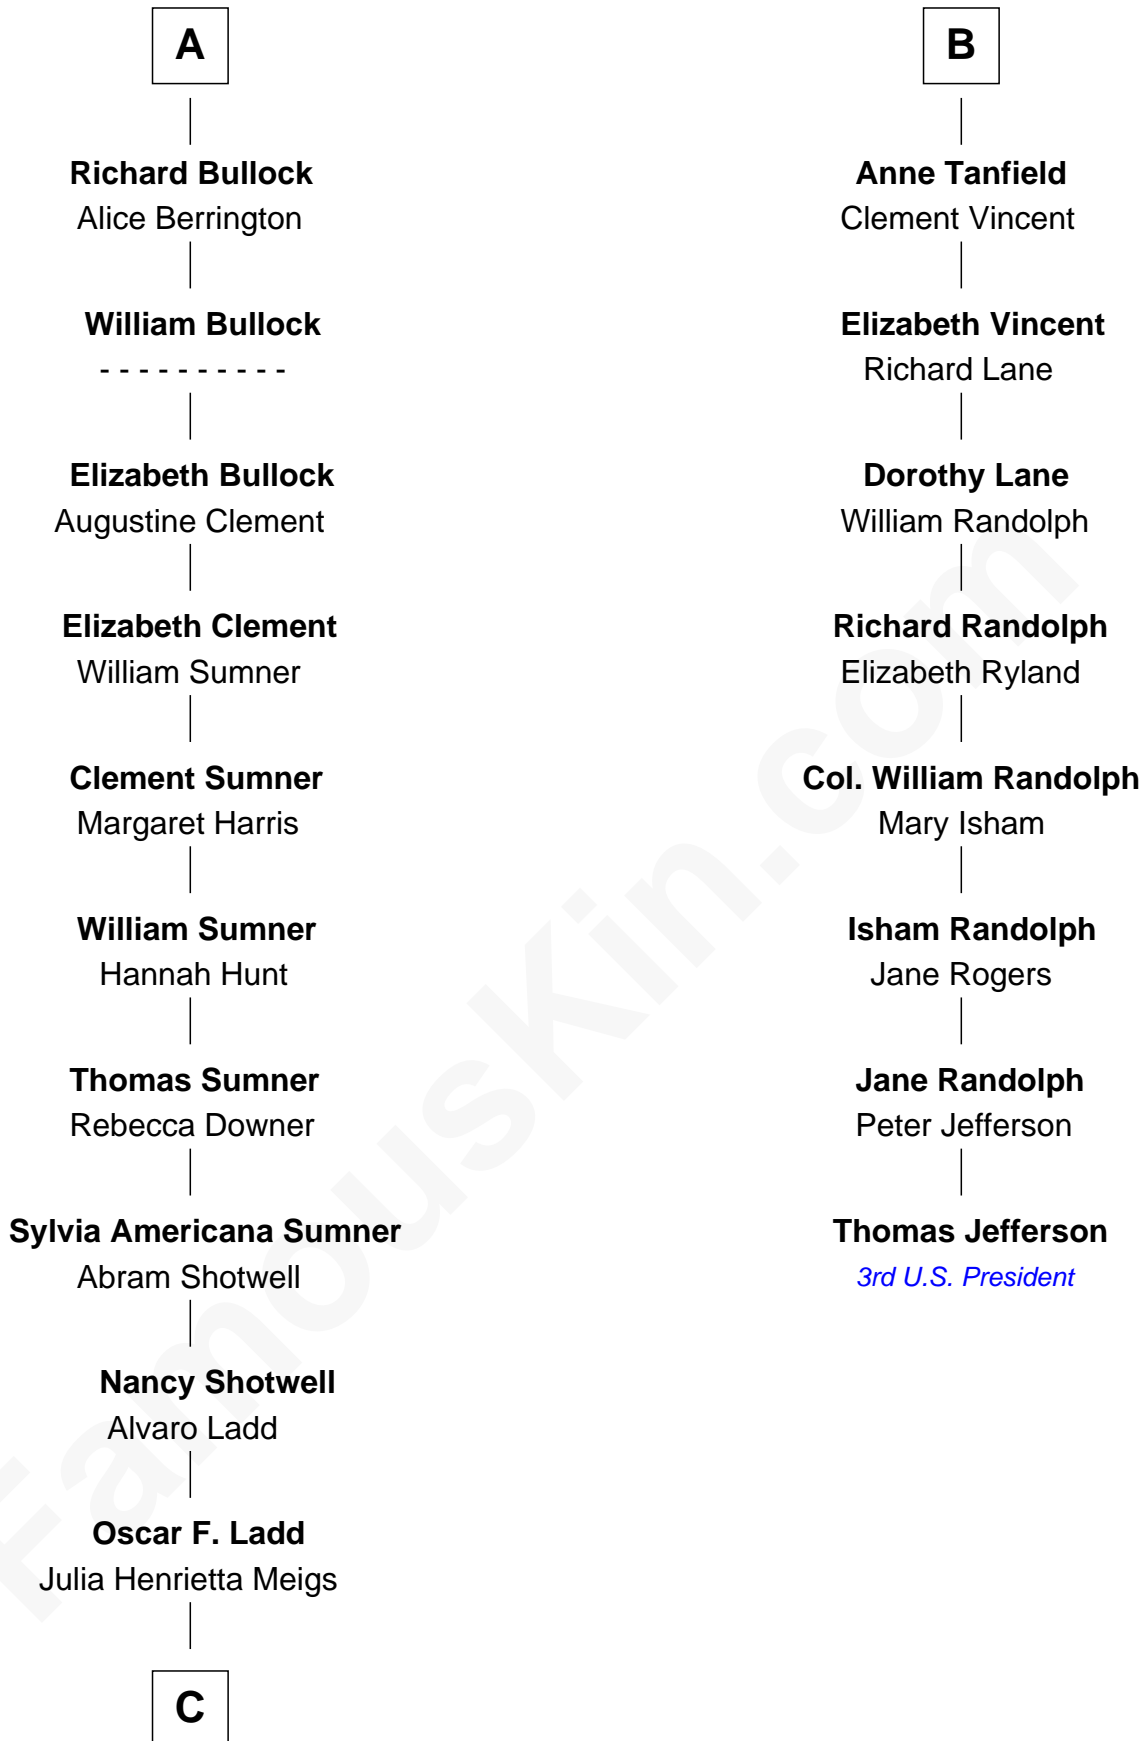 A
Richard Bullock
Alice Berrington
William Bullock
- - - - - - - - - -
Elizabeth Bullock
Augustine Clement
Elizabeth Clement
William Sumner
Clement Sumner
Margaret Harris
William Sumner
Hannah Hunt
Thomas Sumner
Rebecca Downer
Sylvia Americana Sumner
Abram Shotwell
Nancy Shotwell
Alvaro Ladd
Oscar F. Ladd
Julia Henrietta Meigs
C
B
Anne Tanfield
Clement Vincent
Elizabeth Vincent
Richard Lane
Dorothy Lane
William Randolph
Richard Randolph
Elizabeth Ryland
Col. William Randolph
Mary Isham
Isham Randolph
Jane Rogers
Jane Randolph
Peter Jefferson
Thomas Jefferson
3rd U.S. President
FamousKin.com